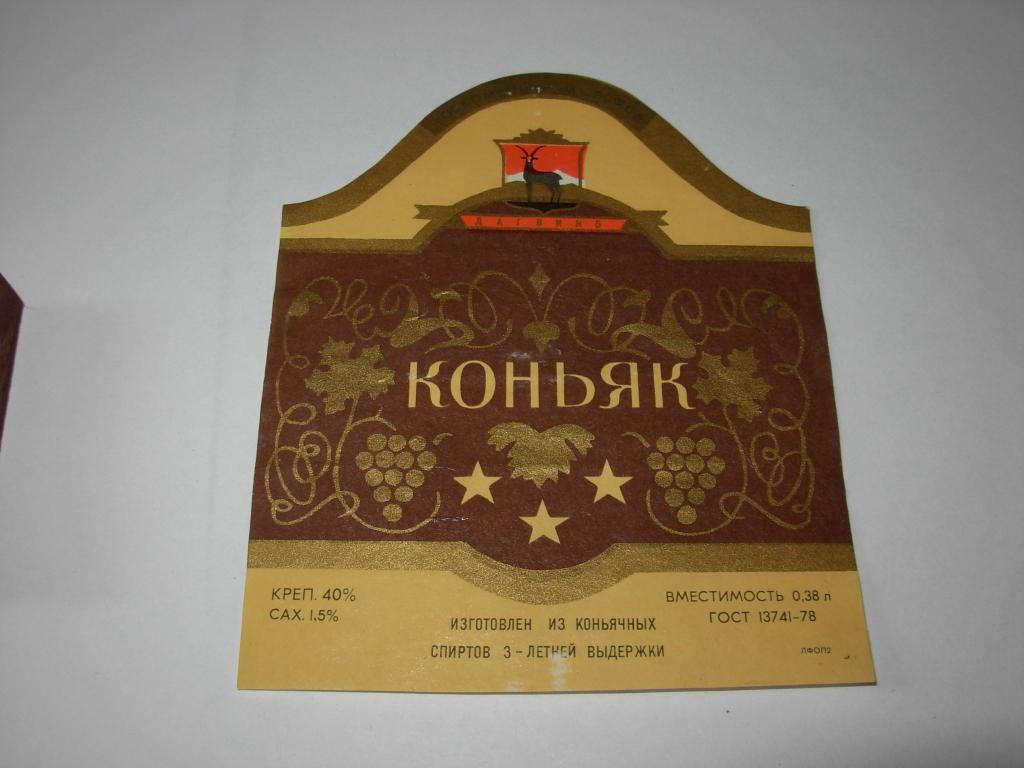 ДАГВИНО
КОНЬЯК
КРЕП. 40%
САХ. 1,5%
ИЗГОТОВЛЕН ИЗ КОНЬЯЧНЫХ
СПИРТОВ 3-ЛЕТНЕЙ ВЫДЕРЖКИ
ВМЕСТИМОСТЬ 0,38 л
ГОСТ 13741-78
ЛФОП2